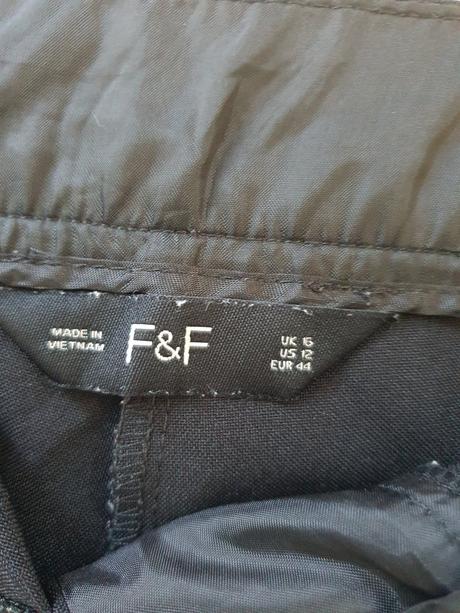 MADE IN
VIETNAM
F&F
UK 16
US 12
EUR 44